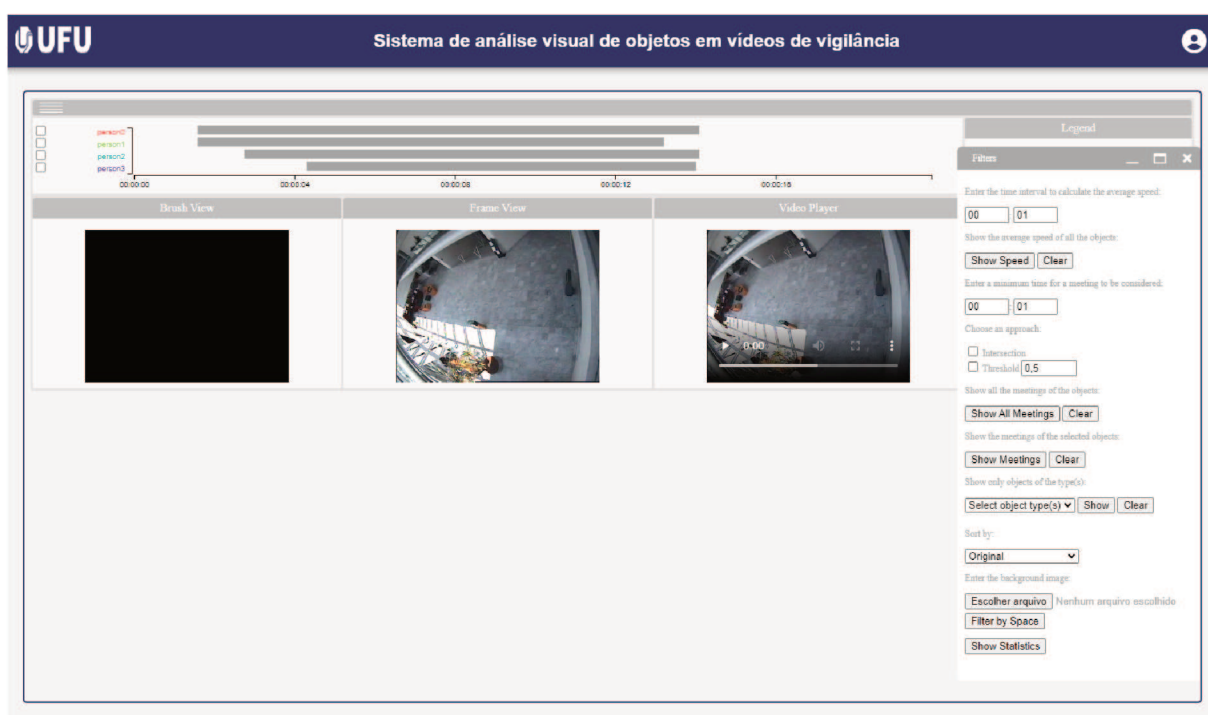 UFU
Sistema de análise visual de objetos em vídeos de vigilância
person0
person1
person2
person3
00:00:00 00:00:04 00:00:08 00:00:12 00:00:16
Legend
Brush View Frame View Video Player
0:00
Filters
Enter the time interval to calculate the average speed:
00 01
Show the average speed of all the objects:
Show Speed Clear
Enter a minimum time for a meeting to be considered:
00 01
Choose an approach:
Intersection
Threshold 0,5
Show all the meetings of the objects:
Show All Meetings Clear
Show the meetings of the selected objects:
Show Meetings Clear
Show only objects of the type(s):
Select object type(s) Show Clear
Sort by:
Original
Enter the background image:
Escolher arquivo Nenhum arquivo escolhido
Filter by Space
Show Statistics